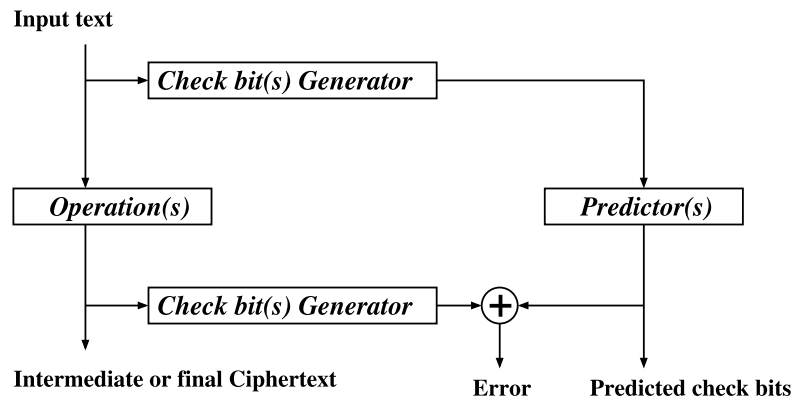 Input text
Check bit(s) Generator
Operation(s)
Predictor(s)
Check bit(s) Generator
+
Intermediate or final Ciphertext
Error
Predicted check bits